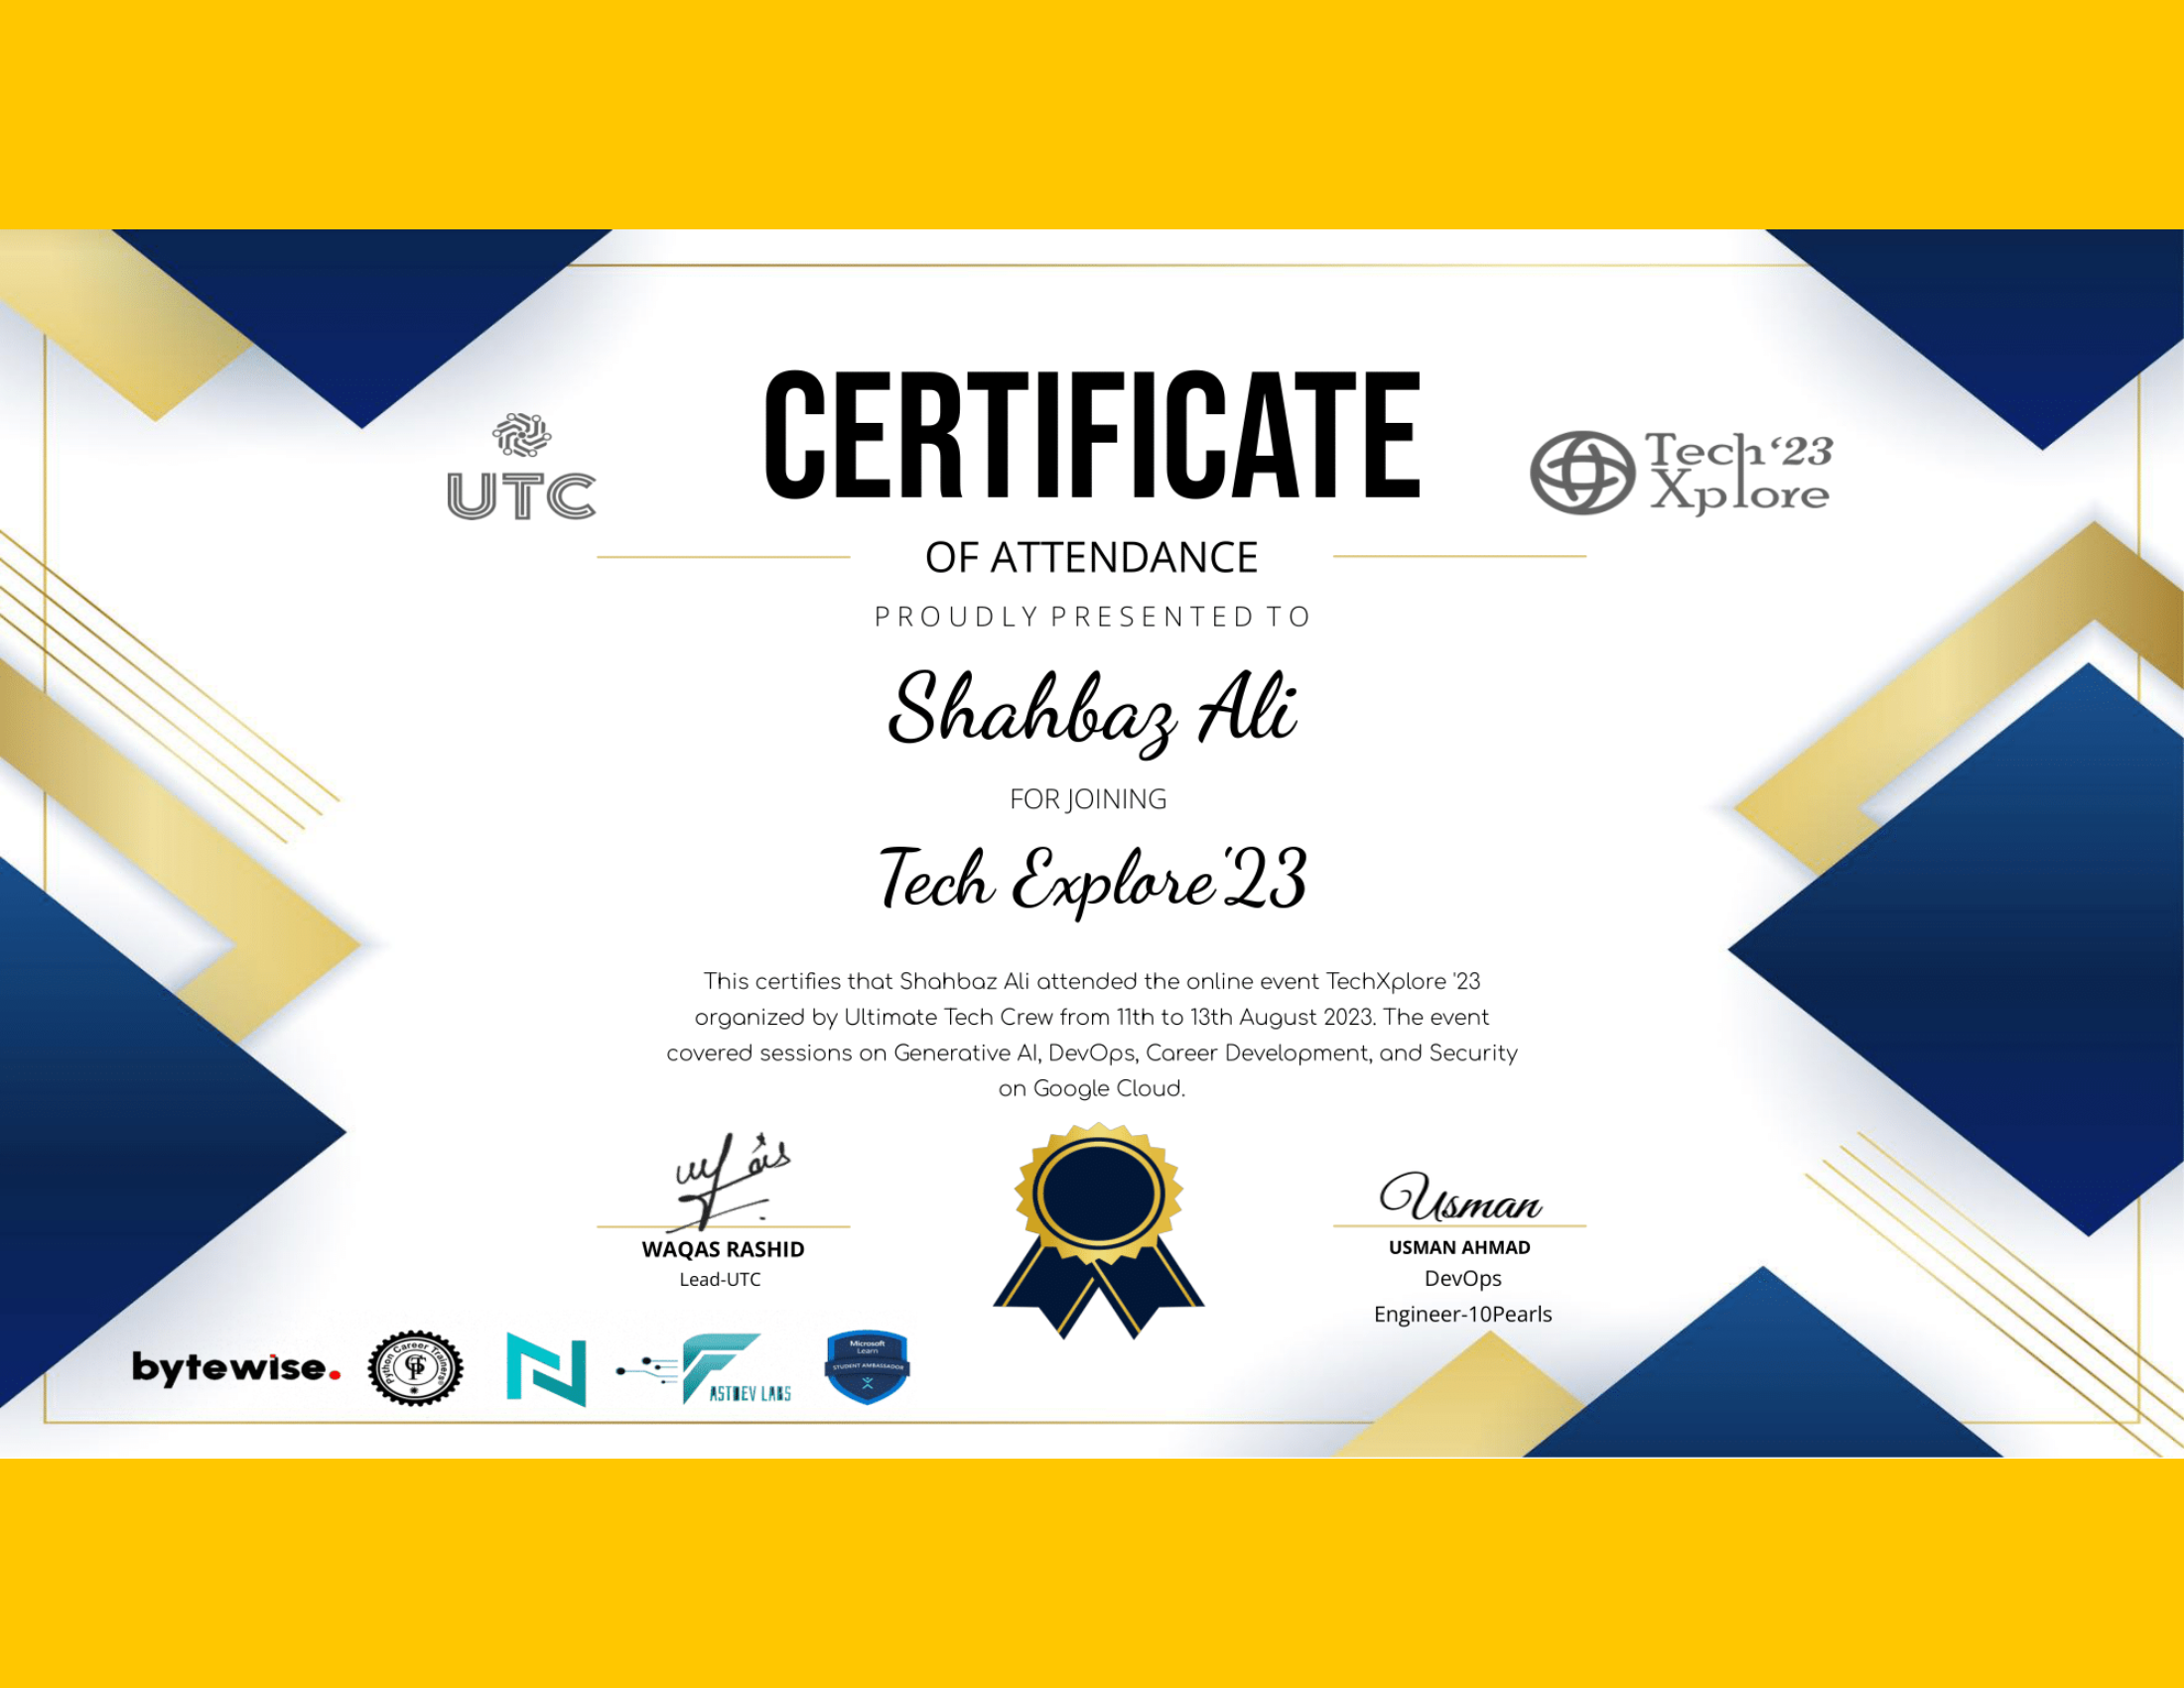 CERTIFICATE
UTC
Tech‘23
Xplore
OF ATTENDANCE
PROUDLY PRESENTED TO
Shahbaz Ali
FOR JOINING
Tech Explore'23
This certifies that Shahbaz Ali attended the online event TechXplore '23
organized by Ultimate Tech Crew from 11th to 13th August 2023. The event
covered sessions on Generative AI, DevOps, Career Development, and Security
on Google Cloud.
Usman
WAQAS RASHID
Lead-UTC
USMAN AHMAD
DevOps
Engineer-10Pearls
bytewise.
Python Career Trainers
N
FASTDEV LABS
Microsoft
Learn
STUDENT AMBASSADOR